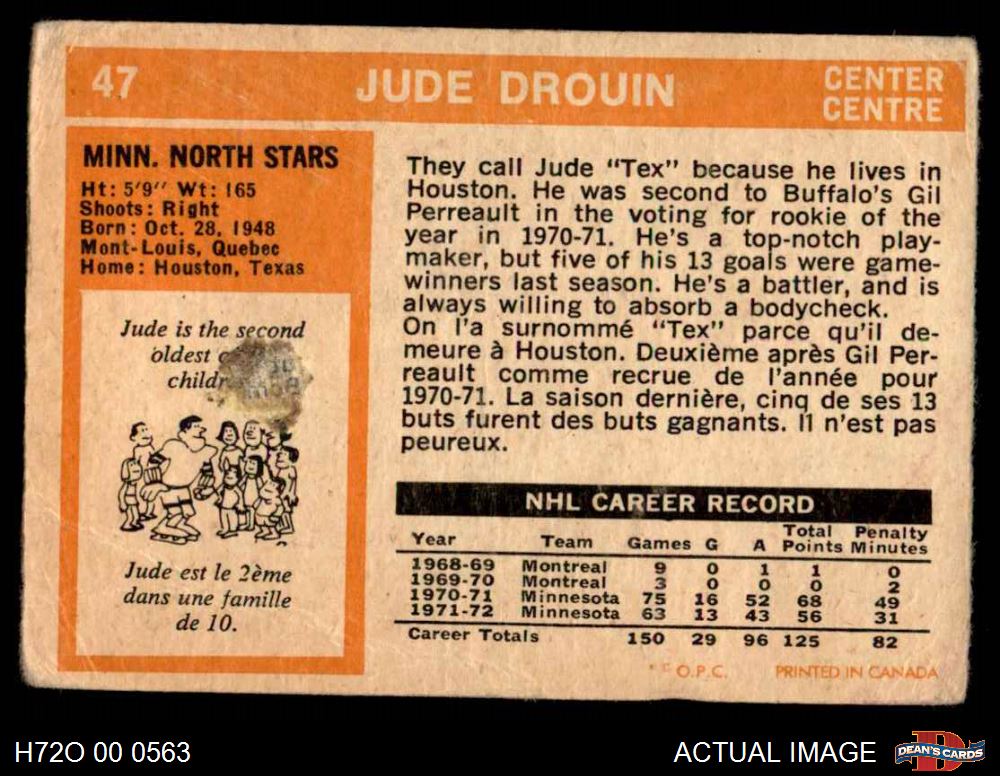 47
JUDE DROUIN
CENTER
CENTRE
MINN. NORTH STARS
Ht: 5'9" Wt: 165
Shoots: Right
Born: Oct. 28, 1948
Mont-Louis, Quebec
Home: Houston, Texas
Jude is the second
oldest
Jude est le 2ème
dans une famille
de 10.
They call Jude "Tex" because he lives in
Houston. He was second to Buffalo's Gil
Perreault in the voting for rookie of the
year in 1970-71. He's a top-notch play-
maker, but five of his 13 goals were game-
winners last season. He's a battler, and is
always willing to absorb a bodycheck.
On l'a surnommé "Tex" parce qu'il de-
meure à Houston. Deuxième après Gil Per-
reault comme recrue de l'année pour
1970-71. La saison dernière, cinq de ses 13
buts furent des buts gagnants. Il n'est pas
peureux.
NHL CAREER RECORD
Year Team Games G A Total Points Penalty Minutes
1968-69 Montreal 9 0 1 1 0
1969-70 Montreal 3 0 0 0 2
1970-71 Minnesota 75 16 52 68 49
1971-72 Minnesota 63 13 43 56 31
Career Totals 150 29 96 125 82
O.P.C. PRINTED IN CANADA
H72O 00 0563
ACTUAL IMAGE
DEAN'S CARDS